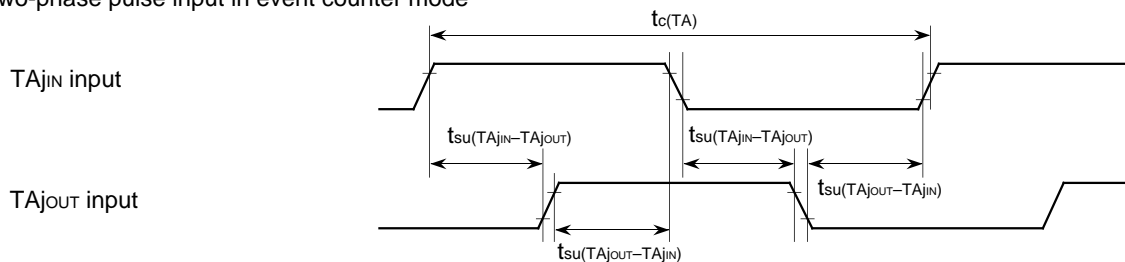 wo-phase pulse input in event counter mode
tc(TA)
TAjIN input
tsu(TAjIN–TAjOUT)
tsu(TAjIN–TAjOUT)
tsu(TAjOUT–TAjIN)
TAjOUT input
tsu(TAjOUT–TAjIN)